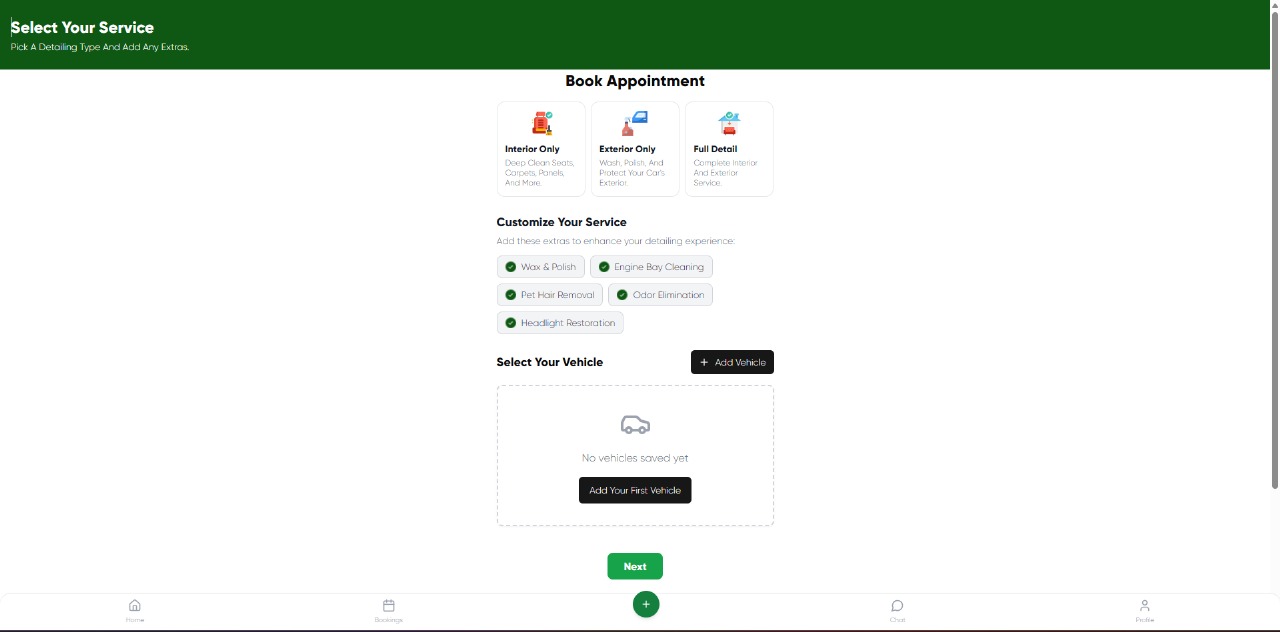 Select Your Service
Pick A Detailing Type And Add Any Extras.
Book Appointment
Interior Only
Deep Clean Seats,
Carpets, Panels,
And More.
Exterior Only
Wash, Polish, And
Protect Your Car's
Exterior.
Full Detail
Complete Interior
And Exterior
Service.
Customize Your Service
Add these extras to enhance your detailing experience:
Wax & Polish
Engine Bay Cleaning
Pet Hair Removal
Odor Elimination
Headlight Restoration
Select Your Vehicle
+ Add Vehicle
No vehicles saved yet
Add Your First Vehicle
Next
Home
Bookings
+
Chat
Profile